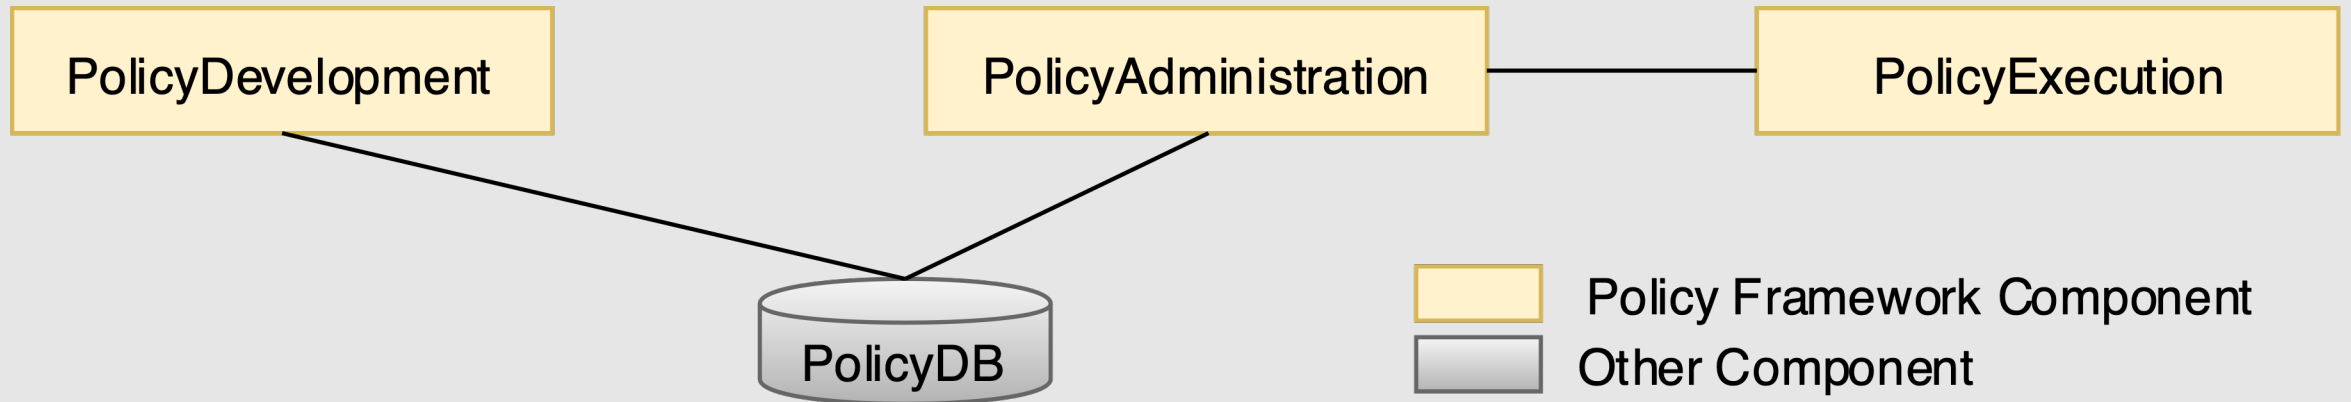 PolicyDevelopment
PolicyAdministration
PolicyExecution
PolicyDB
Policy Framework Component
Other Component